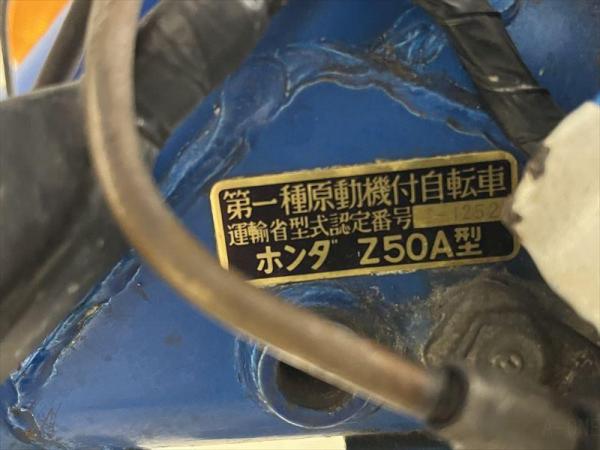 第一種原動機付自転車
運輸省型式認定番号 Ⅰ-1252
ホンダ Z50A型